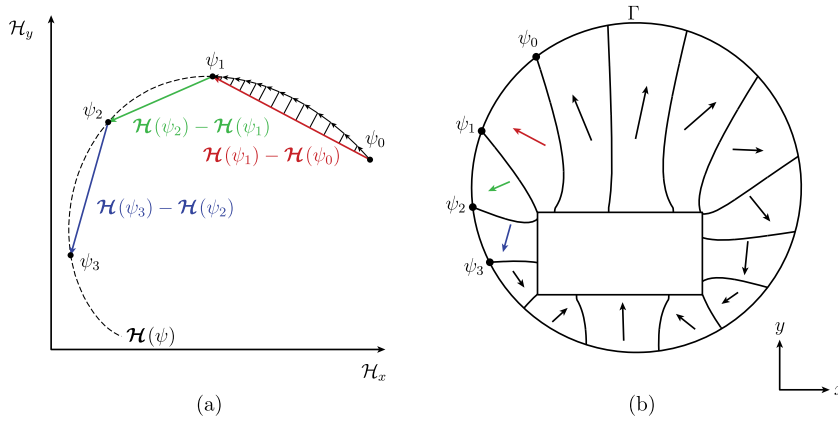 𝓗_y
ψ_1
ψ_2
ψ_0
𝓗(ψ_2) − 𝓗(ψ_1)
𝓗(ψ_1) − 𝓗(ψ_0)
𝓗(ψ_3) − 𝓗(ψ_2)
ψ_3
𝓗(ψ)
𝓗_x
(a)
Γ
ψ_0
ψ_1
ψ_2
ψ_3
y
x
(b)